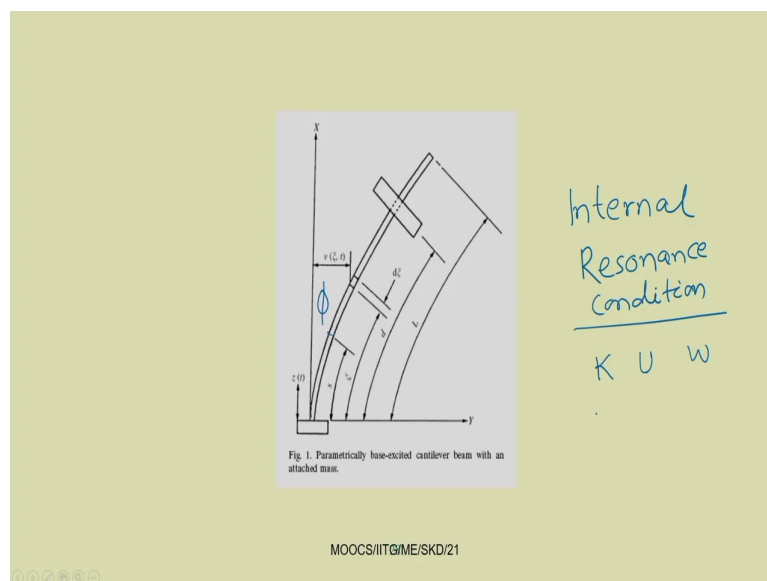 X
v(ξ, t)
dξ
ϕ
d
L
z(t)
s
Y
Fig. 1. Parametrically base-excited cantilever beam with an
attached mass.
Internal
Resonance
Condition
K U W
MOOCS/IITG/ME/SKD/21